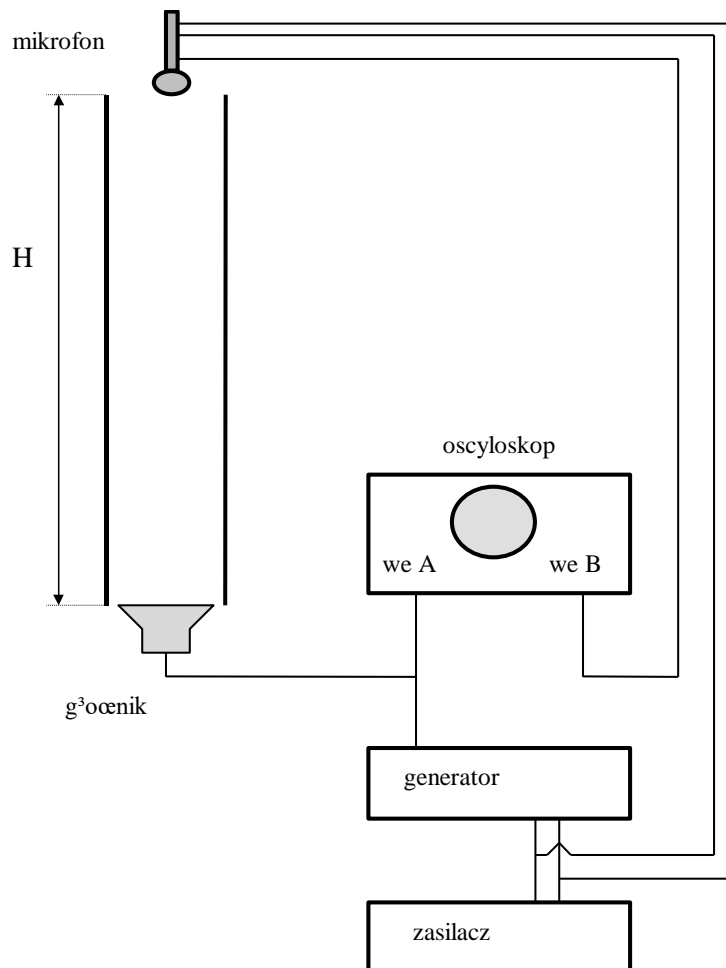 mikrofon
H
oscyloskop
we A
we B
g³oœnik
generator
zasilacz